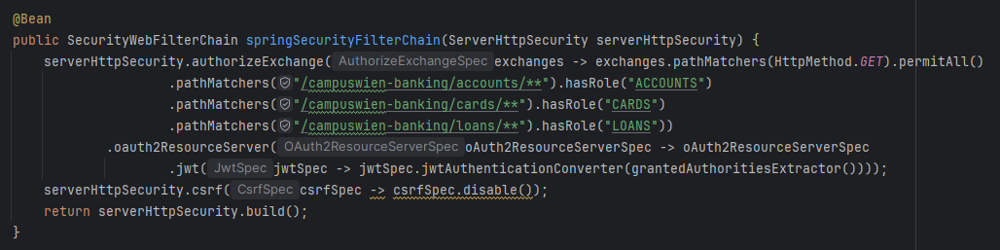 @Bean
public SecurityWebFilterChain springSecurityFilterChain(ServerHttpSecurity serverHttpSecurity) {
    serverHttpSecurity.authorizeExchange( AuthorizeExchangeSpec exchanges -> exchanges.pathMatchers(HttpMethod.GET).permitAll()
                    .pathMatchers( "/campuswien-banking/accounts/**").hasRole("ACCOUNTS")
                    .pathMatchers( "/campuswien-banking/cards/**").hasRole("CARDS")
                    .pathMatchers( "/campuswien-banking/loans/**").hasRole("LOANS"))
            .oauth2ResourceServer( OAuth2ResourceServerSpec oAuth2ResourceServerSpec -> oAuth2ResourceServerSpec
                    .jwt( JwtSpec jwtSpec -> jwtSpec.jwtAuthenticationConverter(grantedAuthoritiesExtractor())));
    serverHttpSecurity.csrf( CsrfSpec csrfSpec -> csrfSpec.disable());
    return serverHttpSecurity.build();
}